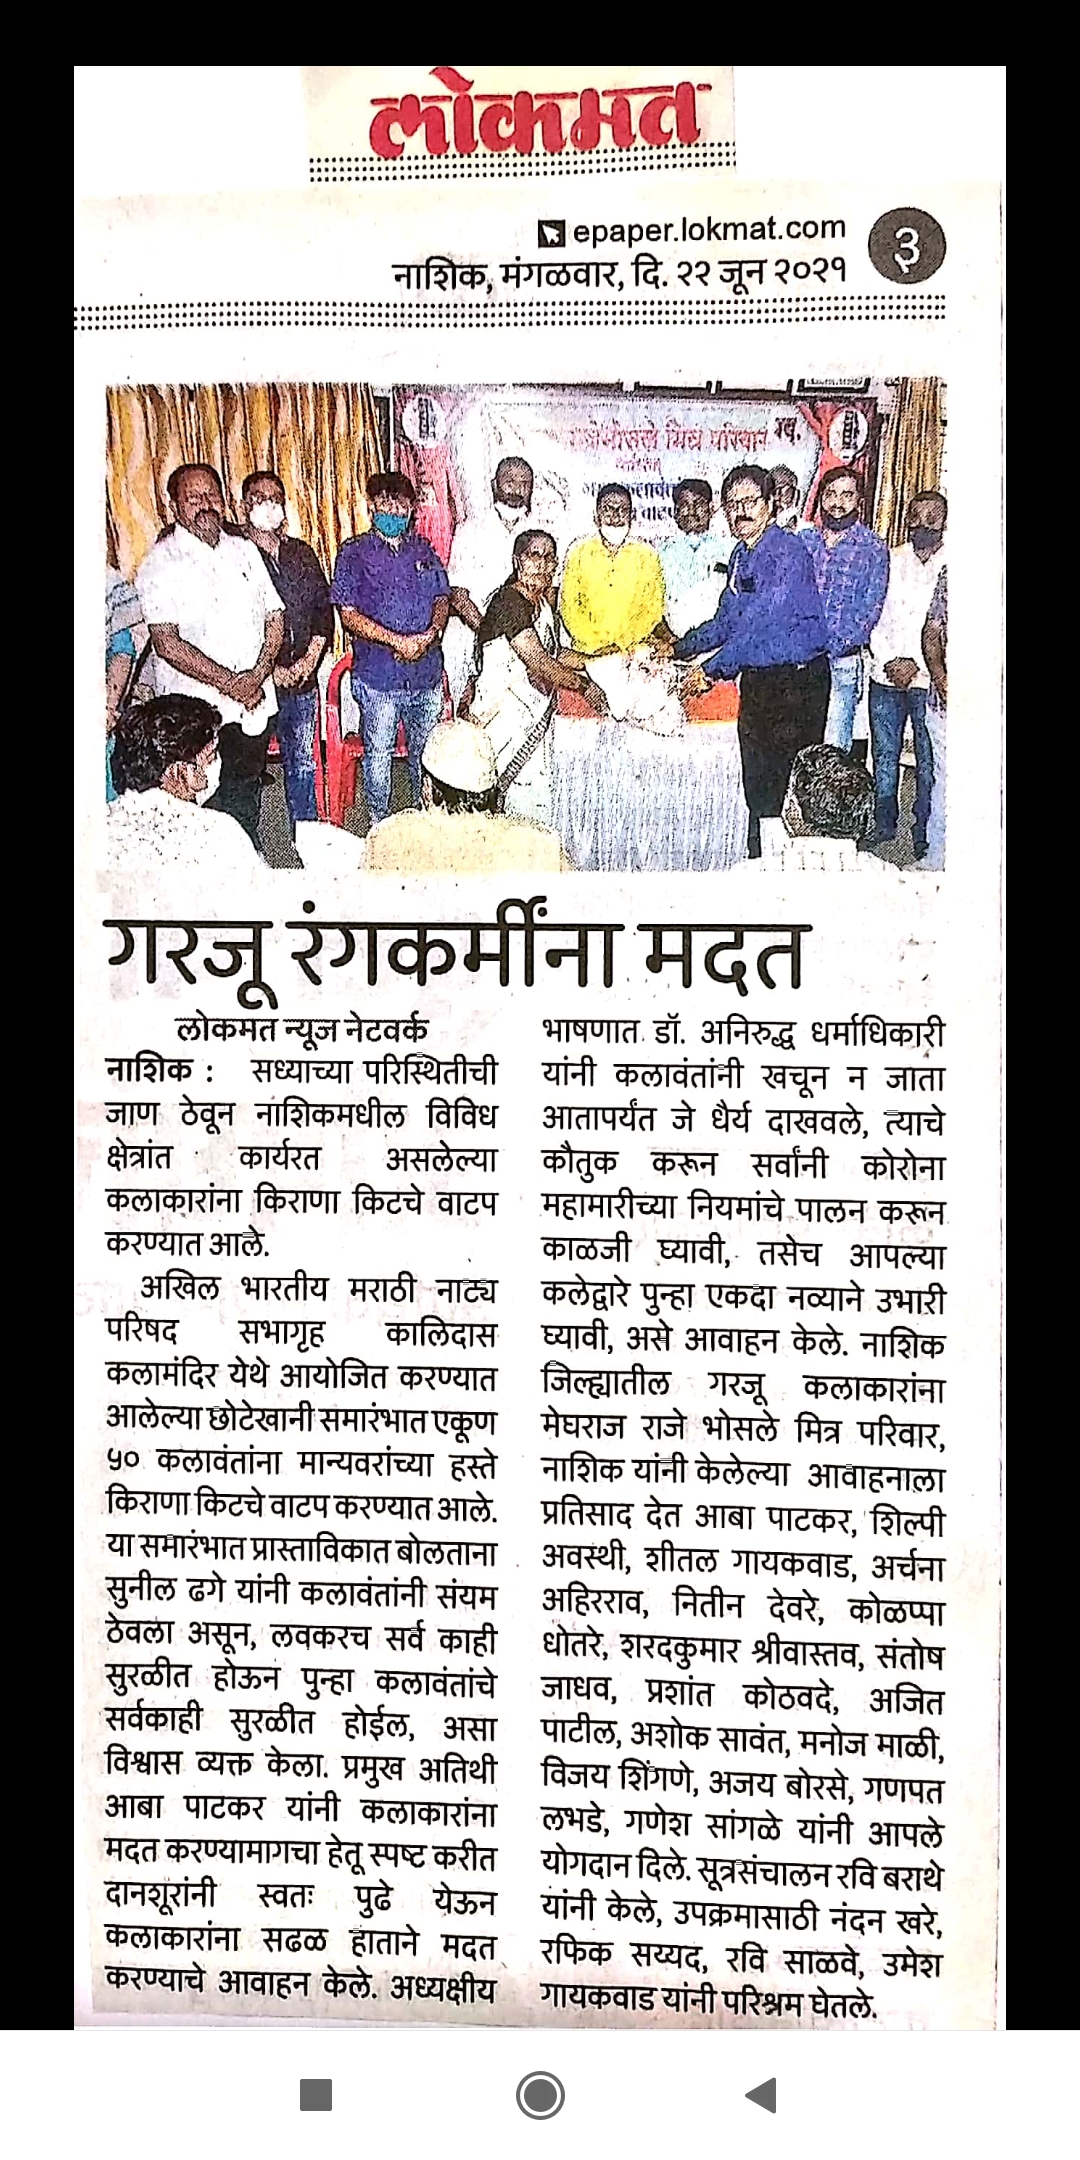 लोकमत
epaper.lokmat.com
नाशिक, मंगळवार, दि. २२ जून २०२१
३
मित्र परिवार
गरजू रंगकर्मींना मदत
लोकमत न्यूज नेटवर्क
नाशिक : सध्याच्या परिस्थितीची
जाण ठेवून नाशिकमधील विविध
क्षेत्रांत कार्यरत असलेल्या
कलाकारांना किराणा किटचे वाटप
करण्यात आले.
अखिल भारतीय मराठी नाट्य
परिषद सभागृह कालिदास
कलामंदिर येथे आयोजित करण्यात
आलेल्या छोटेखानी समारंभात एकूण
५० कलावंतांना मान्यवरांच्या हस्ते
किराणा किटचे वाटप करण्यात आले.
या समारंभात प्रास्ताविकात बोलताना
सुनील ढगे यांनी कलावंतांनी संयम
ठेवला असून, लवकरच सर्व काही
सुरळीत होऊन पुन्हा कलावंतांचे
सर्वकाही सुरळीत होईल, असा
विश्वास व्यक्त केला. प्रमुख अतिथी
आबा पाटकर यांनी कलाकारांना
मदत करण्यामागचा हेतू स्पष्ट करीत
दानशूरांनी स्वतः पुढे येऊन
कलाकारांना सढळ हाताने मदत
करण्याचे आवाहन केले. अध्यक्षीय
भाषणात डॉ. अनिरुद्ध धर्माधिकारी
यांनी कलावंतांनी खचून न जाता
आतापर्यंत जे धैर्य दाखवले, त्याचे
कौतुक करून सर्वांनी कोरोना
महामारीच्या नियमांचे पालन करून
काळजी घ्यावी, तसेच आपल्या
कलेद्वारे पुन्हा एकदा नव्याने उभारी
घ्यावी, असे आवाहन केले. नाशिक
जिल्ह्यातील गरजू कलाकारांना
मेघराज राजे भोसले मित्र परिवार,
नाशिक यांनी केलेल्या आवाहनाला
प्रतिसाद देत आबा पाटकर, शिल्पी
अवस्थी, शीतल गायकवाड, अर्चना
अहिरराव, नितीन देवरे, कोळप्पा
धोतरे, शरदकुमार श्रीवास्तव, संतोष
जाधव, प्रशांत कोठवदे, अजित
पाटील, अशोक सावंत, मनोज माळी,
विजय शिंगणे, अजय बोरसे, गणपत
लभडे, गणेश सांगळे यांनी आपले
योगदान दिले. सूत्रसंचालन रवि बराथे
यांनी केले, उपक्रमासाठी नंदन खरे,
रफिक सय्यद, रवि साळवे, उमेश
गायकवाड यांनी परिश्रम घेतले.